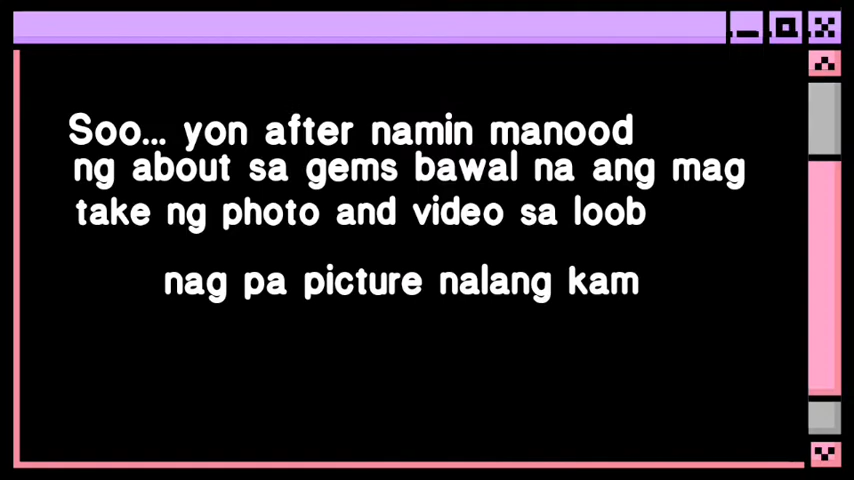 Soo... yon after namin manood
ng about sa gems bawal na ang mag
take ng photo and video sa loob
nag pa picture nalang kam